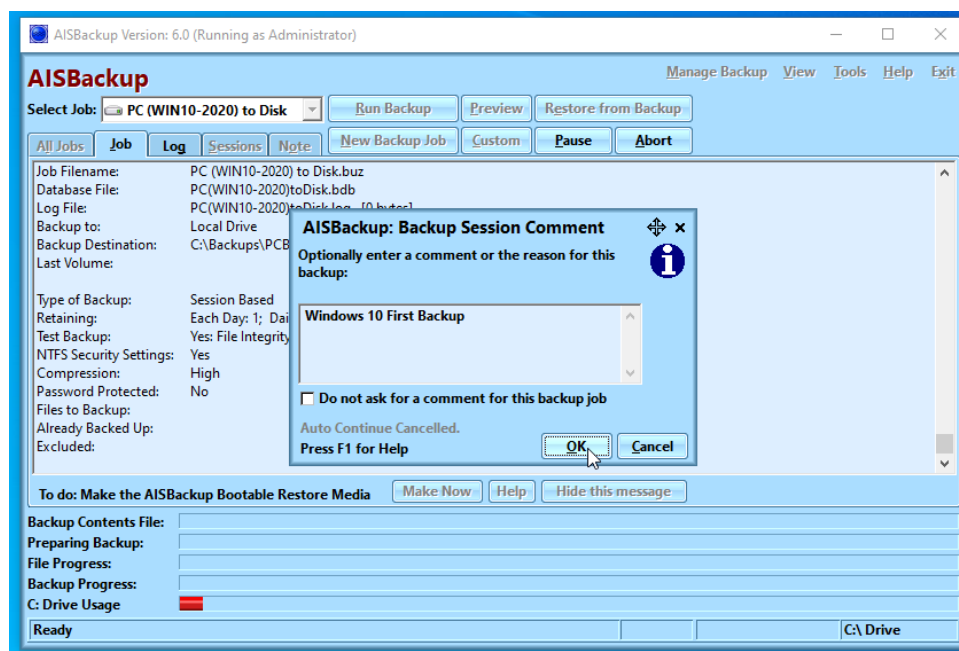 AISBackup Version: 6.0 (Running as Administrator)
AISBackup
Manage Backup View Tools Help Exit
Select Job: PC (WIN10-2020) to Disk Run Backup Preview Restore from Backup
All Jobs Job Log Sessions Note New Backup Job Custom Pause Abort
Job Filename: PC (WIN10-2020) to Disk.buz
Database File: PC(WIN10-2020)toDisk.bdb
Log File: PC(WIN10-2020)toDisk.log [0 bytes]
Backup to: Local Drive
Backup Destination: C:\Backups\PCB
Last Volume:
Type of Backup: Session Based
Retaining: Each Day: 1; Dai
Test Backup: Yes: File Integrity
NTFS Security Settings: Yes
Compression: High
Password Protected: No
Files to Backup:
Already Backed Up:
Excluded:
AISBackup: Backup Session Comment
Optionally enter a comment or the reason for this
backup:
Windows 10 First Backup
Do not ask for a comment for this backup job
Auto Continue Cancelled.
Press F1 for Help OK Cancel
To do: Make the AISBackup Bootable Restore Media Make Now Help Hide this message
Backup Contents File:
Preparing Backup:
File Progress:
Backup Progress:
C: Drive Usage
Ready C:\ Drive